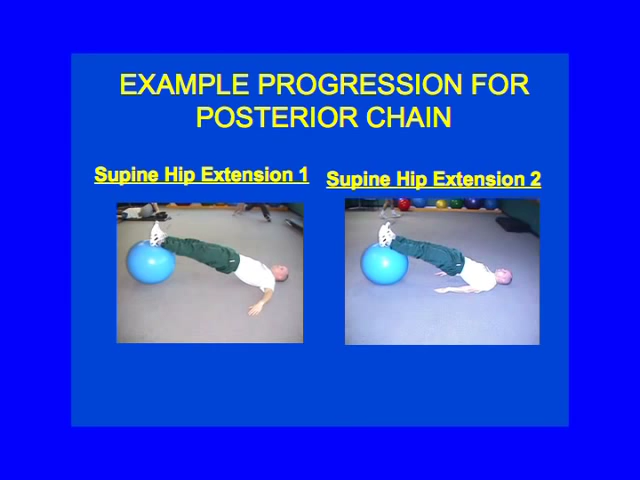 EXAMPLE PROGRESSION FOR
POSTERIOR CHAIN
Supine Hip Extension 1
Supine Hip Extension 2